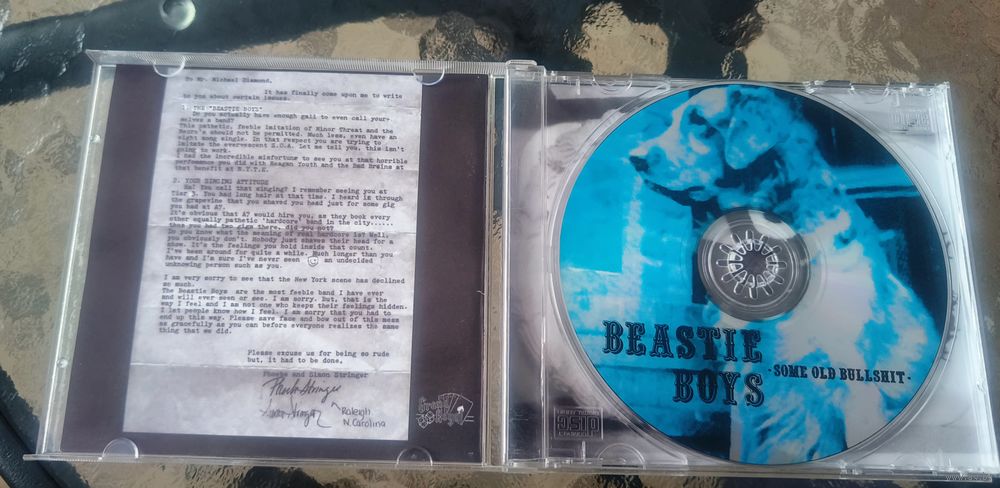 To Mr. Michael Diamond,
It has finally come upon me to write
to you about certain issues.
1. THE "BEASTIE BOYS"
Do you actually have enough gall to even call your-
selves a band?
This pathetic, feeble imitation of Minor Threat and the
Necro's should not be permitted. Much less, even have an
eight song single. In that respect you are trying to
imitate the evervescent S.O.A. Let me tell you, this isn't
going to work.
I had the incredible misfortune to see you at that horrible
performance you did with Reagan Youth and the Bad Brains at
that benefit at
2. YOUR SINGING ATTITUDE
Ha! You call that singing? I remember seeing you at
Tier 3. You had long hair at that time. I heard it through
the grapevine that you shaved you head just for some gig
you had at A7.
It's obvious that A7 would hire you, as they book every
other equally pathetic 'hardcore' band in the city......
then you had two gigs there, did you not?
Do you know what the meaning of real hardcore is? Well,
you obviously don't. Nobody just shaves their head for a
show. It's the feelings you hold inside that count.
I've been around for quite a while. Much longer than you
have and I'm sure I've never seen an undecided
unknowing person such as you.
I am very sorry to see that the New York scene has declined
so much.
The Beastie Boys are the most feeble band I have ever
and will ever seen or see. I am sorry. But, that is the
way I feel and I am not one who keeps their feelings hidden.
I let people know how I feel. I am sorry that you had to
end up this way. Please save face and bow out of this mess
as gracefully as you can before everyone realizes the same
thing that we did.
Please excuse us for being so rude
but, it had to be done.
Phoebe and Simon Stringer
Raleigh
N. Carolina
Grand
Royal
BEASTIE
BOYS
-SOME OLD BULLSHIT-